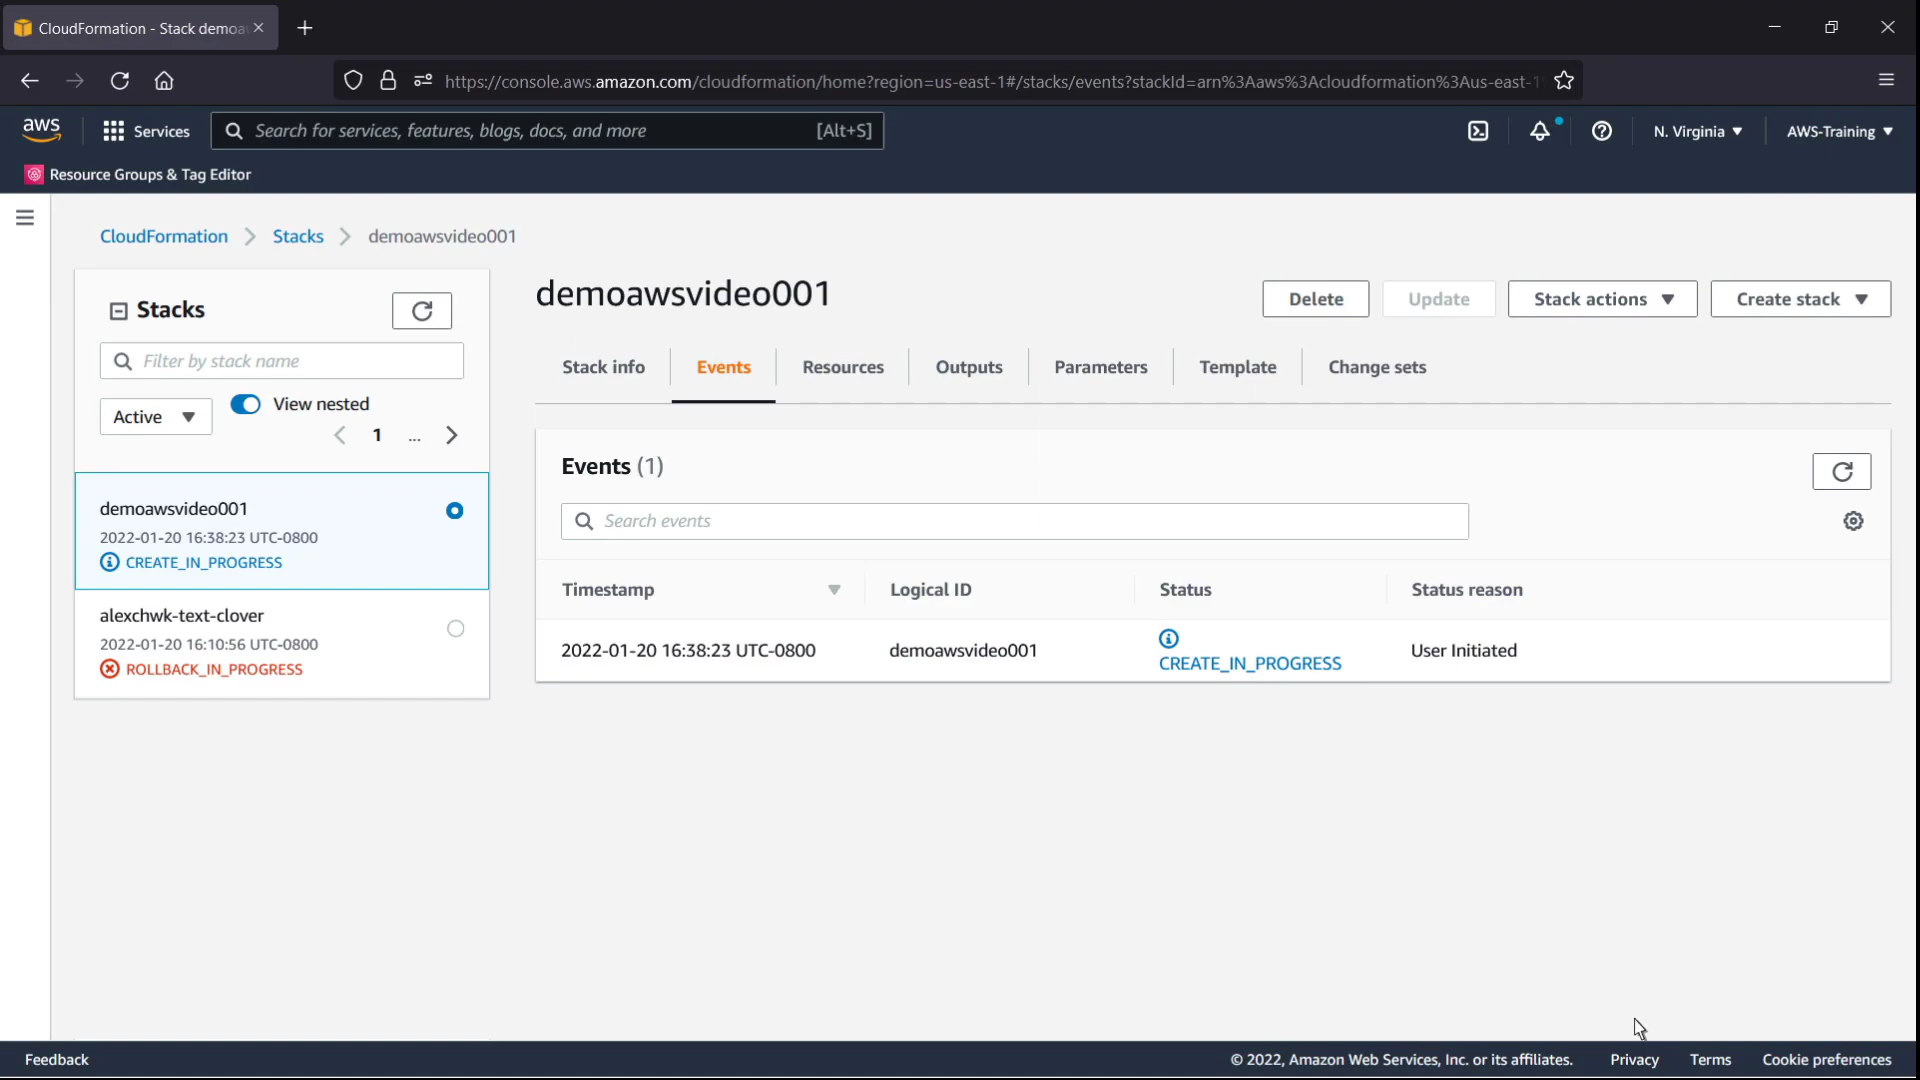 CloudFormation - Stack demoa
https://console.aws.amazon.com/cloudformation/home?region=us-east-1#/stacks/events?stackId=arn%3Aaws%3Acloudformation%3Aus-east-1
aws
Services
Search for services, features, blogs, docs, and more
[Alt+S]
N. Virginia
AWS-Training
Resource Groups & Tag Editor
CloudFormation
Stacks
demoawsvideo001
Stacks
Filter by stack name
Active
View nested
1
...
demoawsvideo001
2022-01-20 16:38:23 UTC-0800
CREATE_IN_PROGRESS
alexchwk-text-clover
2022-01-20 16:10:56 UTC-0800
ROLLBACK_IN_PROGRESS
demoawsvideo001
Delete
Update
Stack actions
Create stack
Stack info
Events
Resources
Outputs
Parameters
Template
Change sets
Events (1)
Search events
Timestamp
Logical ID
Status
Status reason
2022-01-20 16:38:23 UTC-0800
demoawsvideo001
CREATE_IN_PROGRESS
User Initiated
Feedback
© 2022, Amazon Web Services, Inc. or its affiliates.
Privacy
Terms
Cookie preferences